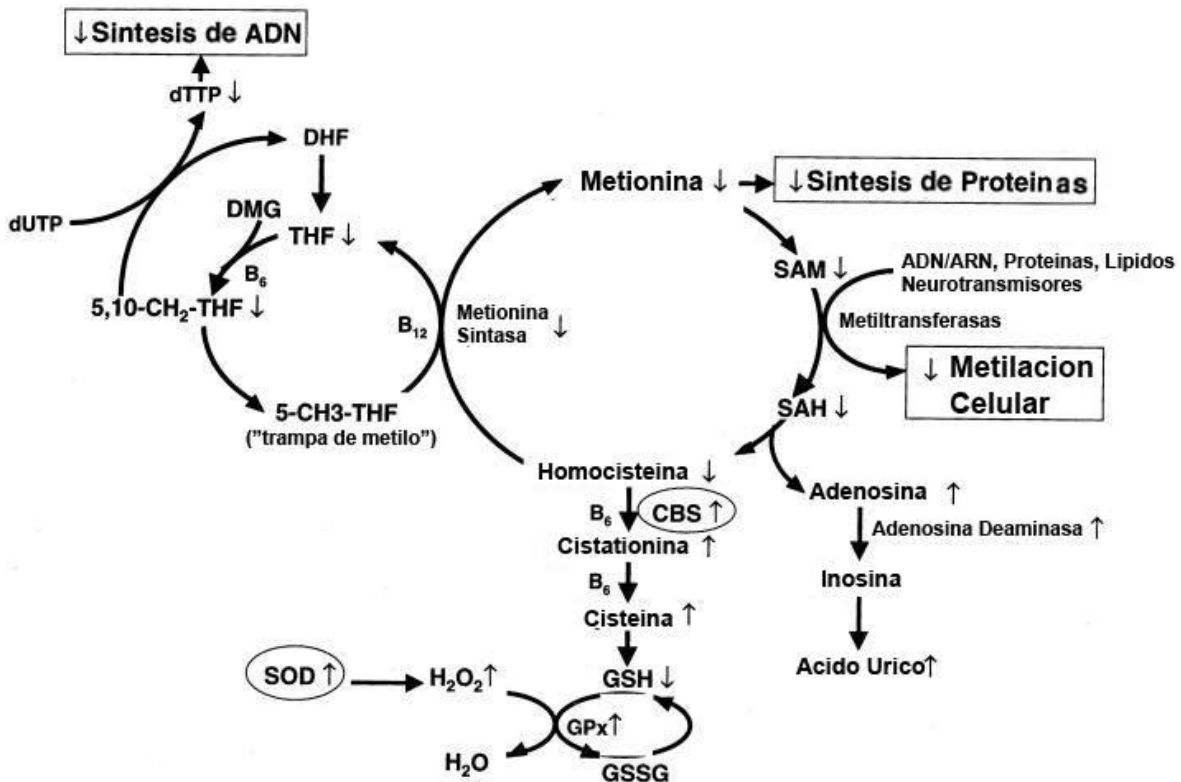 ↓Sintesis de ADN
dTTP ↓
DHF
dUTP
DMG
THF ↓
B₆
5,10-CH₂-THF ↓
5-CH3-THF
("trampa de metilo")
B₁₂
Metionina
Sintasa ↓
Metionina ↓
↓Sintesis de Proteinas
SAM ↓
ADN/ARN, Proteinas, Lipidos
Neurotransmisores
Metiltransferasas
↓ Metilacion
Celular
SAH ↓
Homocisteina ↓
Adenosina ↑
Adenosina Deaminasa ↑
Inosina
Acido Urico↑
B₆
CBS ↑
Cistationina ↑
B₆
Cisteina ↑
SOD ↑
H₂O₂↑
GSH ↓
GPx↑
H₂O
GSSG